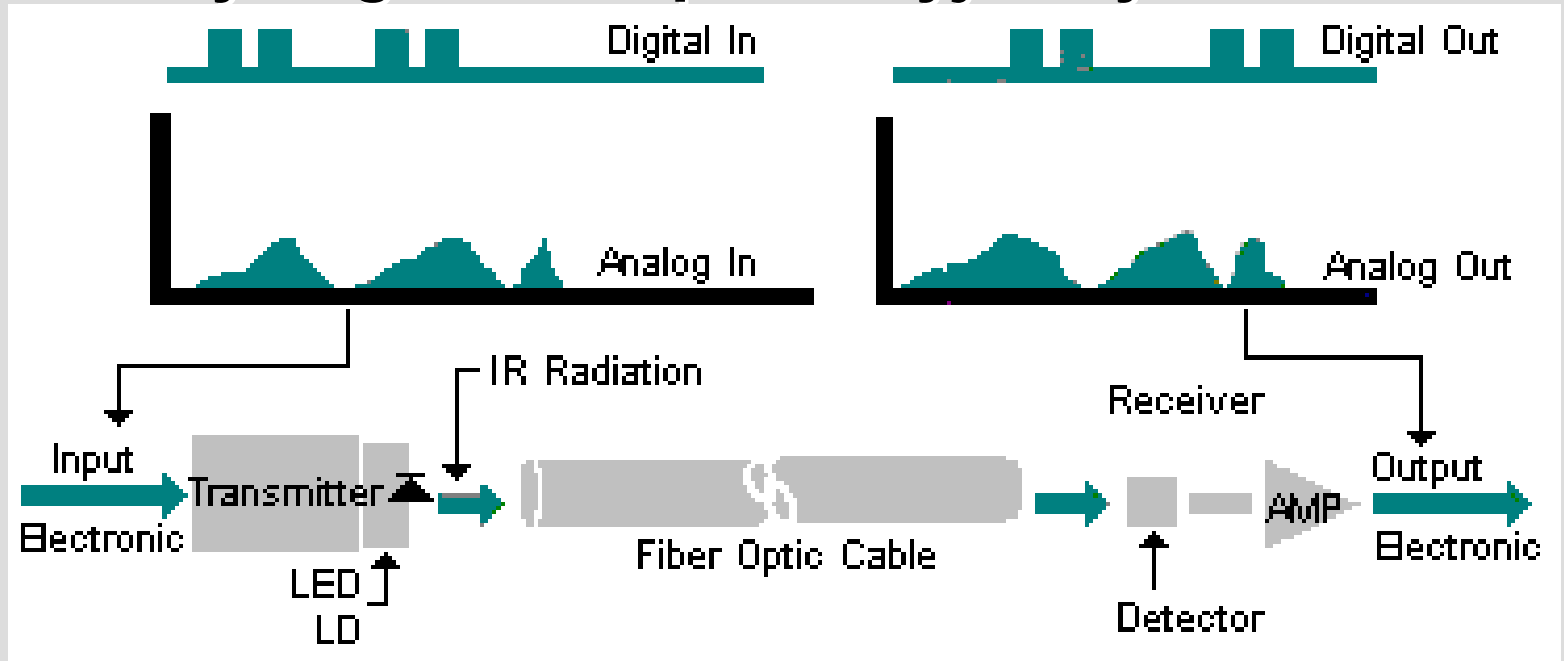 Digital In
Digital Out
Analog In
Analog Out
IR Radiation
Receiver
Input
Transmitter
Output
AMP
Electronic
Electronic
Fiber Optic Cable
LED
LD
Detector